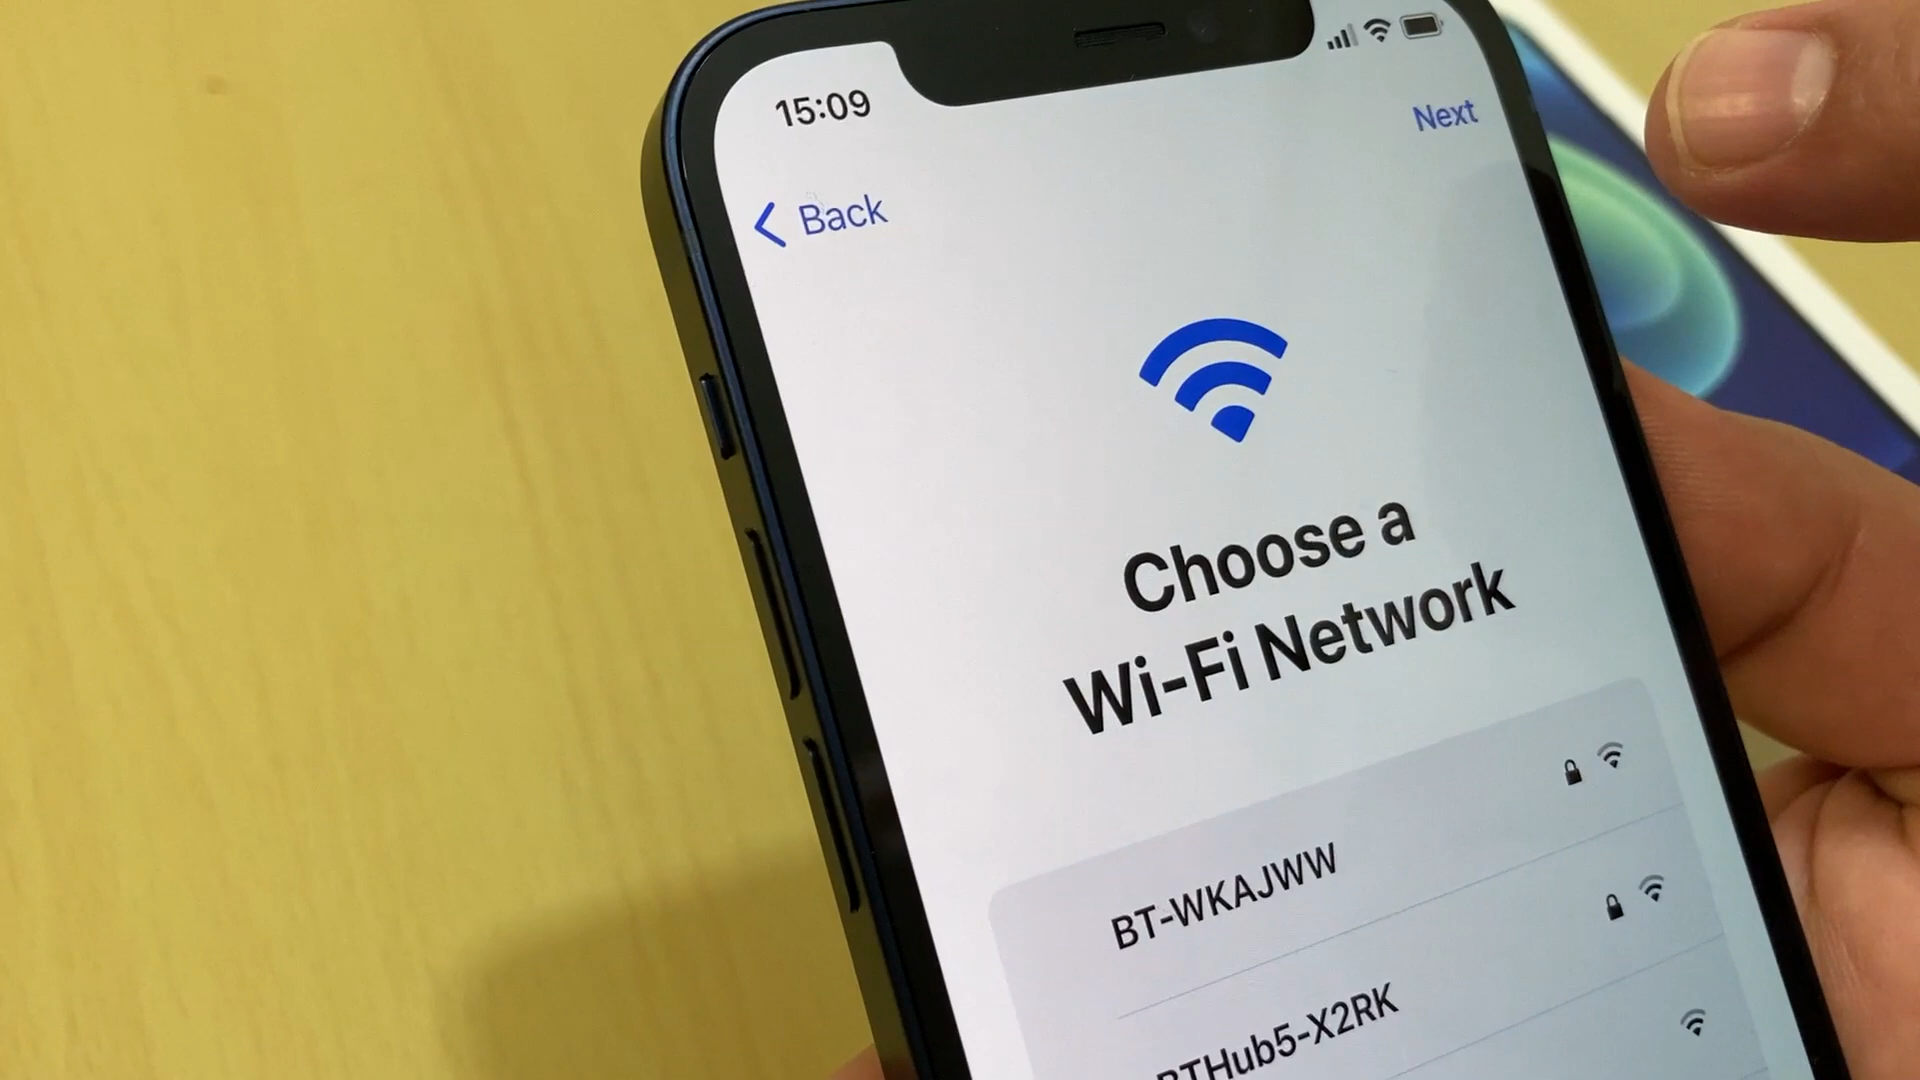 15:09
Next
Back
Choose a
Wi-Fi Network
BT-WKAJWW
BTHub5-X2RK